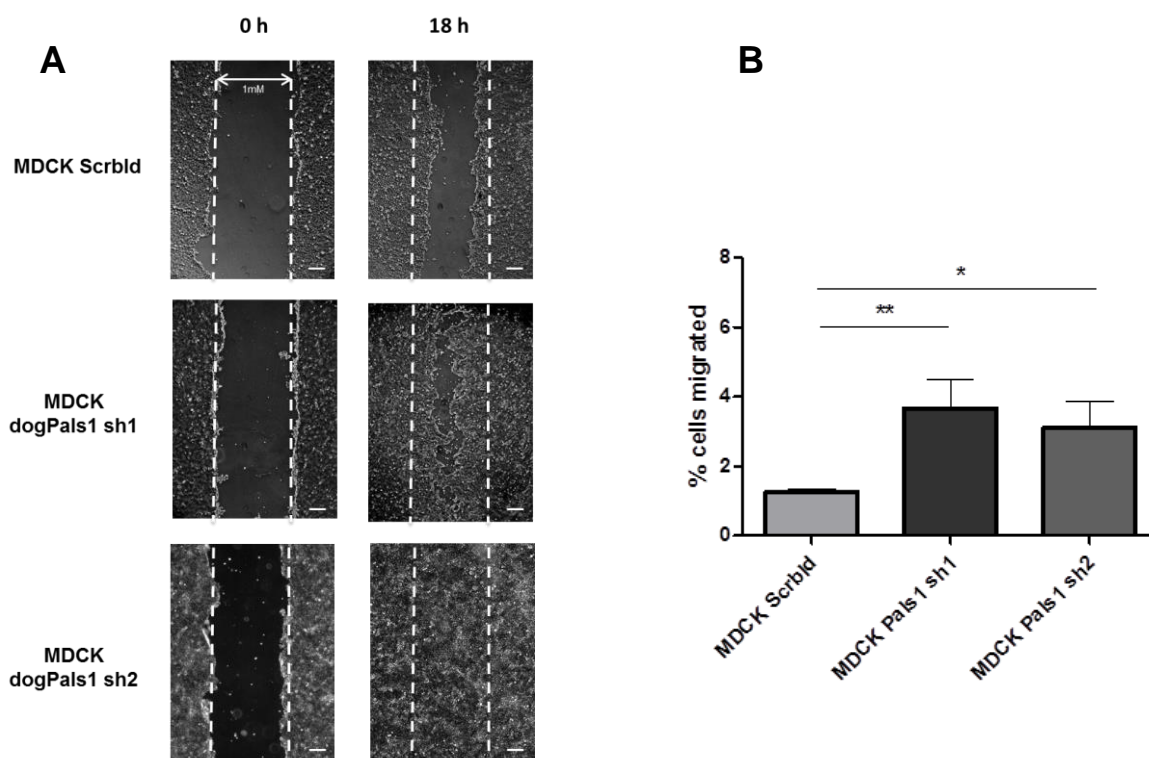 A
0 h
18 h
1mM
MDCK Scrbld
MDCK
dogPals1 sh1
MDCK
dogPals1 sh2
B
% cells migrated
8
6
4
2
0
*
**
MDCK Scrbld
MDCK Pals1 sh1
MDCK Pals1 sh2